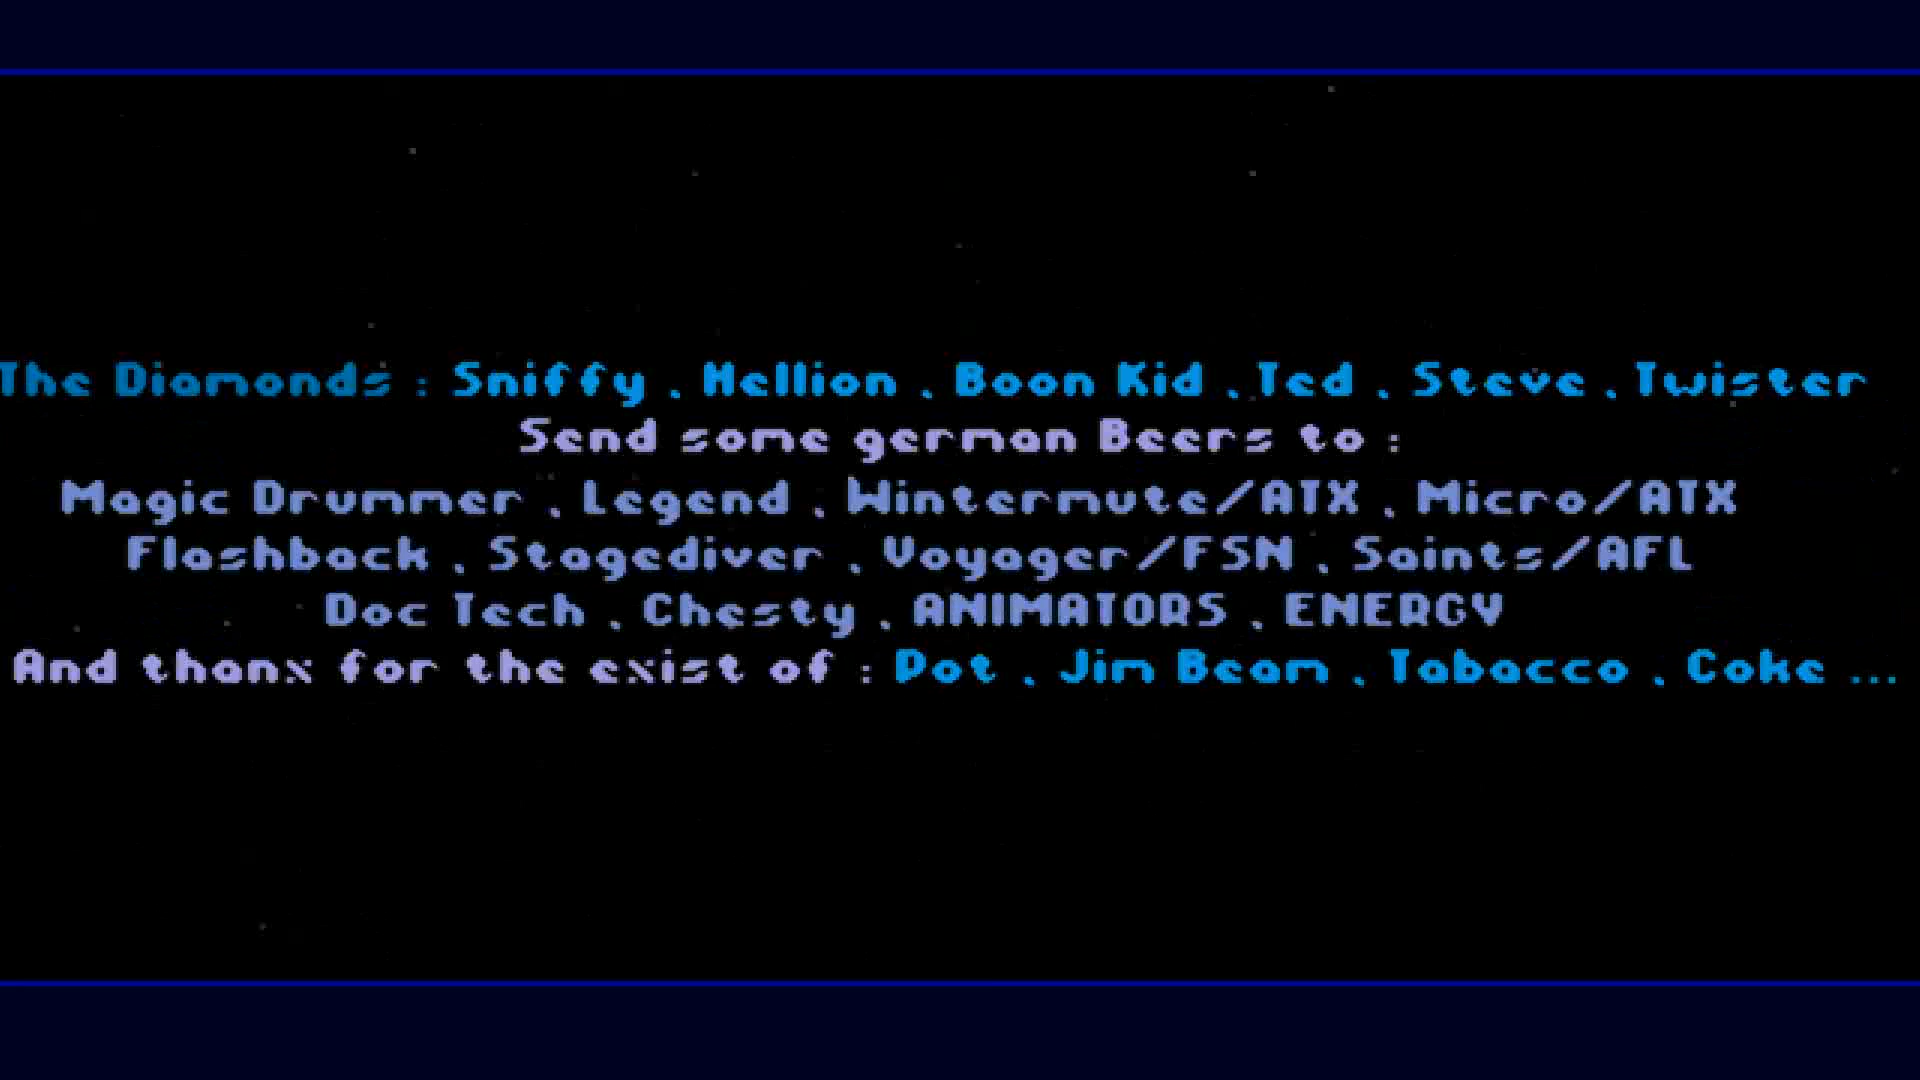 The Diamonds : Sniffy , Hellion , Boon Kid , Ted , Steve , Twister
Send some german Beers to :
Magic Drummer , Legend , Wintermute/ATX , Micro/ATX
Flashback , Stagediver , Voyager/FSN , Saints/AFL
Doc Tech , Chesty , ANIMATORS , ENERGY
And thanx for the exist of : Pot , Jim Beam , Tabacco , Coke ...